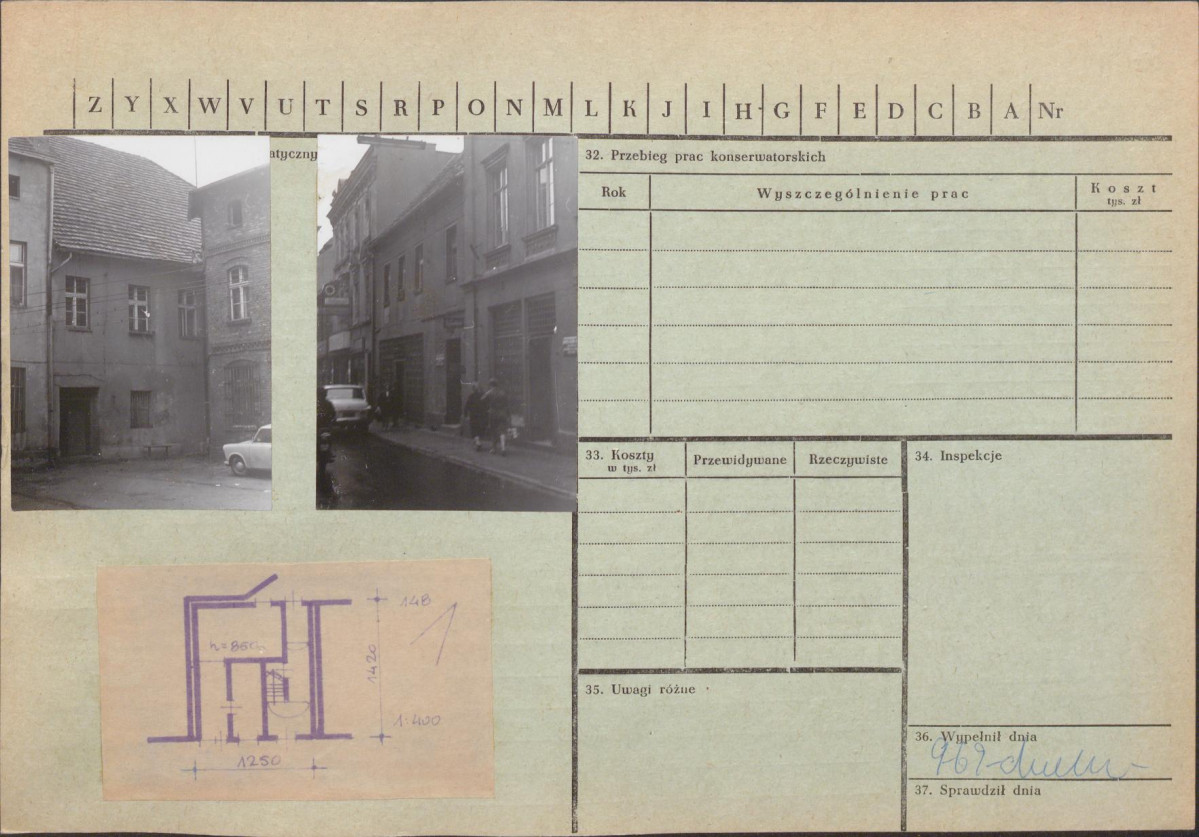 Z Y X W V U T S R P O N M L K J I H G F E D C B A Nr
atyczny
32. Przebieg prac konserwatorskich
Rok Wyszczególnienie prac Koszt
tys. zł
33. Koszty
w tys. zł
Przewidywane Rzeczywiste
34. Inspekcje
35. Uwagi różne
36. Wypełnił dnia
37. Sprawdził dnia
148
h=860
1420
1:400
1250